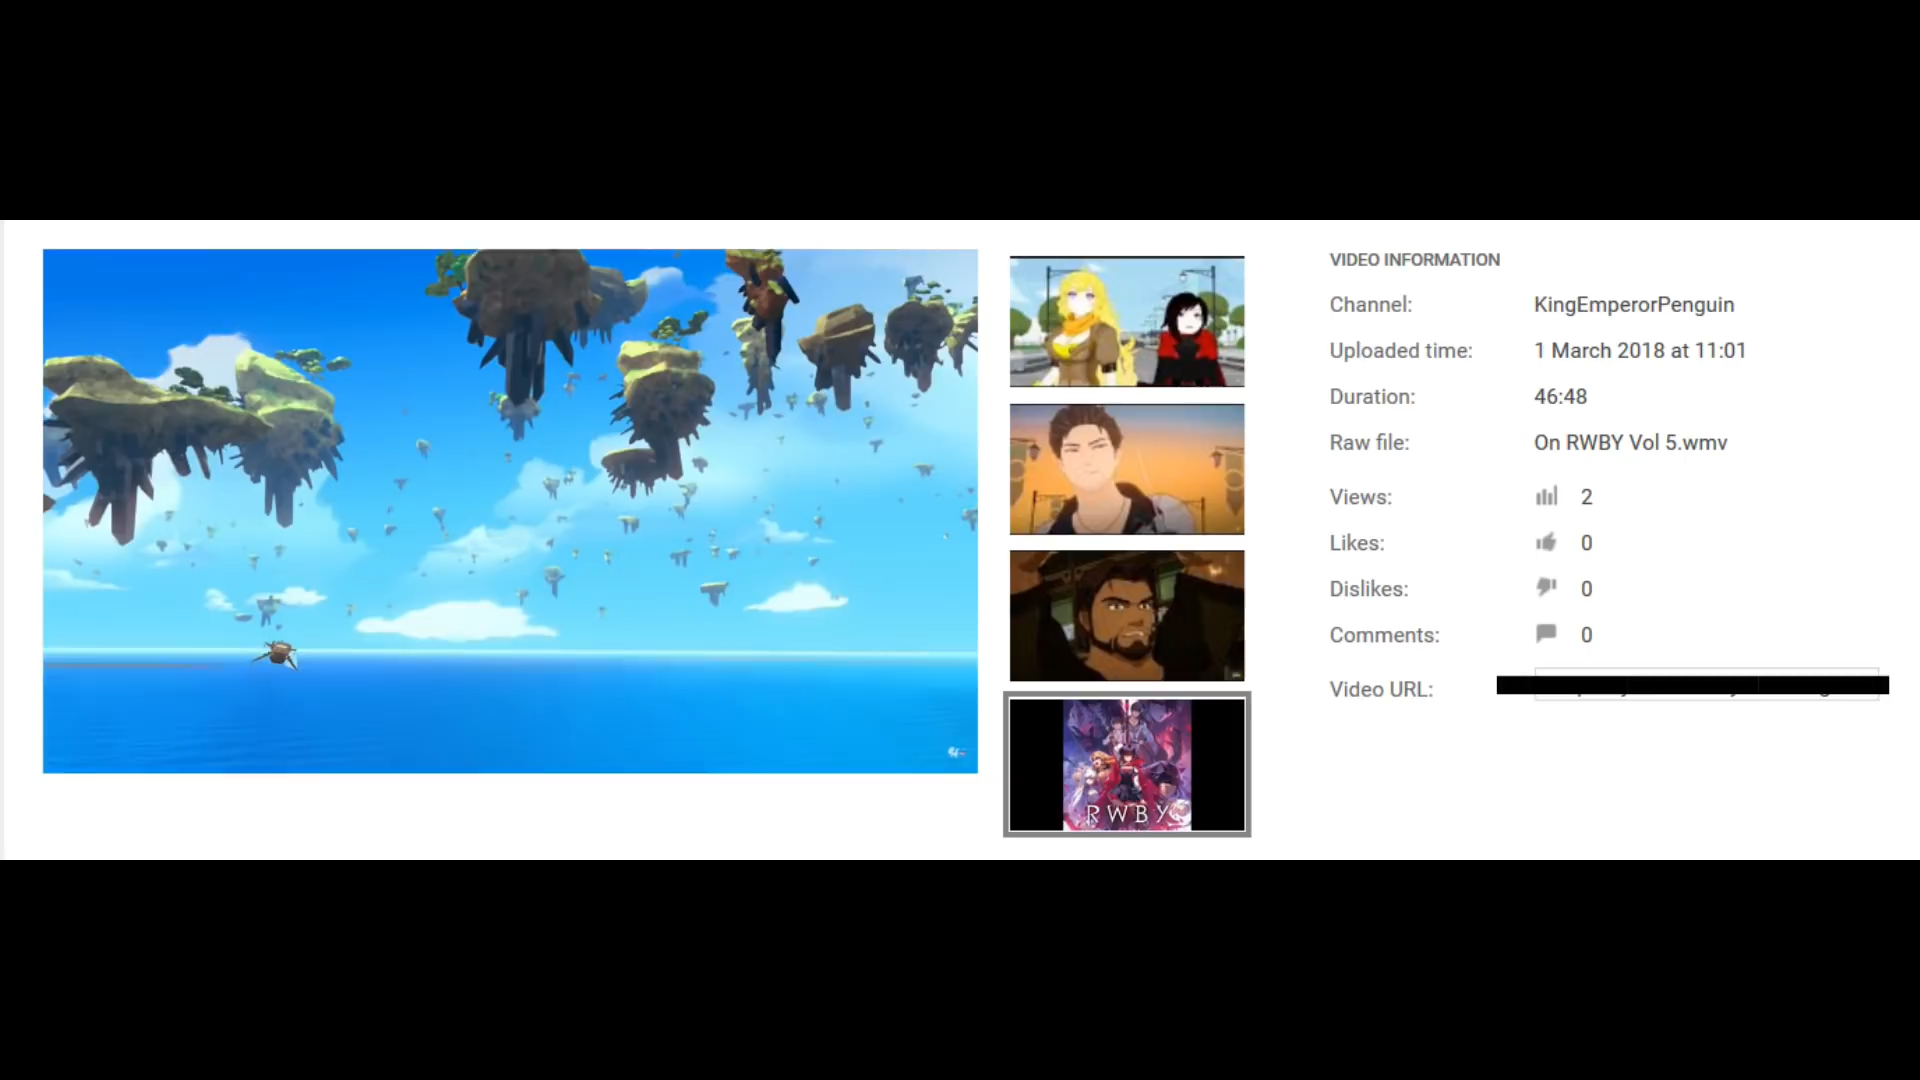 VIDEO INFORMATION
Channel: KingEmperorPenguin
Uploaded time: 1 March 2018 at 11:01
Duration: 46:48
Raw file: On RWBY Vol 5.wmv
Views: 2
Likes: 0
Dislikes: 0
Comments: 0
Video URL:
RWBY